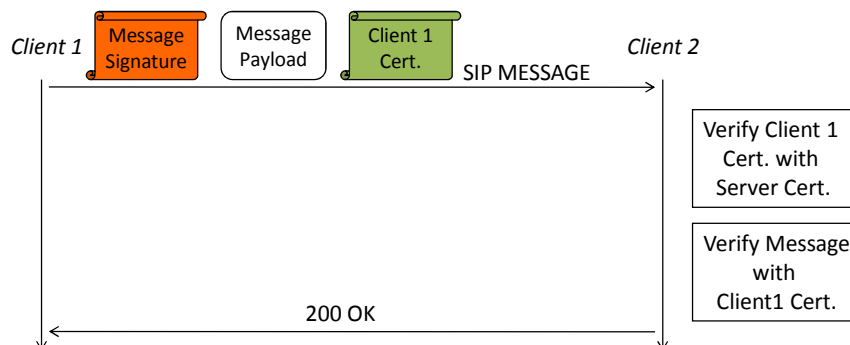 Client 1
Message
Signature
Message
Payload
Client 1
Cert.
Client 2
SIP MESSAGE
Verify Client 1
Cert. with
Server Cert.
Verify Message
with
Client1 Cert.
200 OK